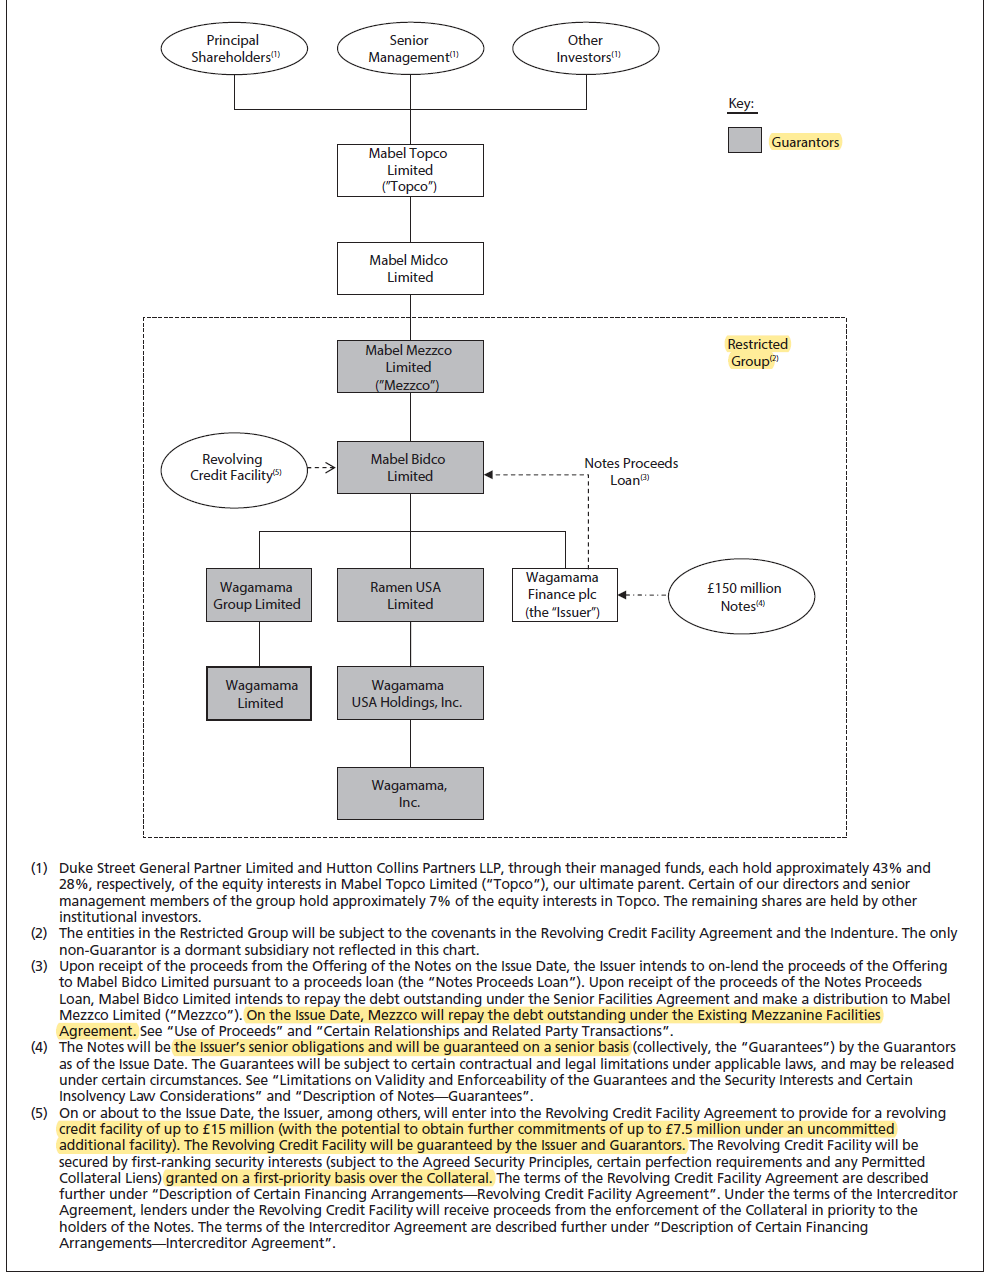 Principal
Shareholders(1)
Senior
Management(1)
Other
Investors(1)
Key:
Guarantors
Mabel Topco
Limited
("Topco")
Mabel Midco
Limited
Restricted
Group(2)
Mabel Mezzco
Limited
("Mezzco")
Revolving
Credit Facility(5)
Mabel Bidco
Limited
Notes Proceeds
Loan(3)
Wagamama
Group Limited
Ramen USA
Limited
Wagamama
Finance plc
(the “Issuer”)
£150 million
Notes(4)
Wagamama
Limited
Wagamama
USA Holdings, Inc.
Wagamama,
Inc.
(1) Duke Street General Partner Limited and Hutton Collins Partners LLP, through their managed funds, each hold approximately 43% and
28%, respectively, of the equity interests in Mabel Topco Limited (“Topco”), our ultimate parent. Certain of our directors and senior
management members of the group hold approximately 7% of the equity interests in Topco. The remaining shares are held by other
institutional investors.
(2) The entities in the Restricted Group will be subject to the covenants in the Revolving Credit Facility Agreement and the Indenture. The only
non-Guarantor is a dormant subsidiary not reflected in this chart.
(3) Upon receipt of the proceeds from the Offering of the Notes on the Issue Date, the Issuer intends to on-lend the proceeds of the Offering
to Mabel Bidco Limited pursuant to a proceeds loan (the “Notes Proceeds Loan”). Upon receipt of the proceeds of the Notes Proceeds
Loan, Mabel Bidco Limited intends to repay the debt outstanding under the Senior Facilities Agreement and make a distribution to Mabel
Mezzco Limited (“Mezzco”). On the Issue Date, Mezzco will repay the debt outstanding under the Existing Mezzanine Facilities
Agreement. See “Use of Proceeds” and “Certain Relationships and Related Party Transactions”.
(4) The Notes will be the Issuer’s senior obligations and will be guaranteed on a senior basis (collectively, the “Guarantees”) by the Guarantors
as of the Issue Date. The Guarantees will be subject to certain contractual and legal limitations under applicable laws, and may be released
under certain circumstances. See “Limitations on Validity and Enforceability of the Guarantees and the Security Interests and Certain
Insolvency Law Considerations” and “Description of Notes—Guarantees”.
(5) On or about to the Issue Date, the Issuer, among others, will enter into the Revolving Credit Facility Agreement to provide for a revolving
credit facility of up to £15 million (with the potential to obtain further commitments of up to £7.5 million under an uncommitted
additional facility). The Revolving Credit Facility will be guaranteed by the Issuer and Guarantors. The Revolving Credit Facility will be
secured by first-ranking security interests (subject to the Agreed Security Principles, certain perfection requirements and any Permitted
Collateral Liens) granted on a first-priority basis over the Collateral. The terms of the Revolving Credit Facility Agreement are described
further under “Description of Certain Financing Arrangements—Revolving Credit Facility Agreement”. Under the terms of the Intercreditor
Agreement, lenders under the Revolving Credit Facility will receive proceeds from the enforcement of the Collateral in priority to the
holders of the Notes. The terms of the Intercreditor Agreement are described further under “Description of Certain Financing
Arrangements—Intercreditor Agreement”.